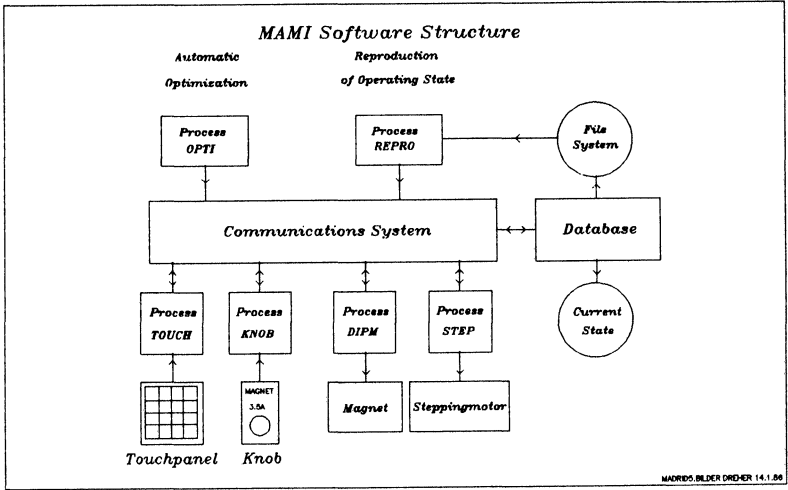 MAMI Software Structure
Automatic
Optimization
Reproduction
of Operating State
Process
OPTI
Process
REPRO
File
System
Communications System
Database
Process
TOUCH
Process
KNOB
Process
DIPM
Process
STEP
Current
State
MAGNET
3.8A
Magnet
Steppingmotor
Touchpanel
Knob
MADRID5.BILDER DREHER 14.1.86